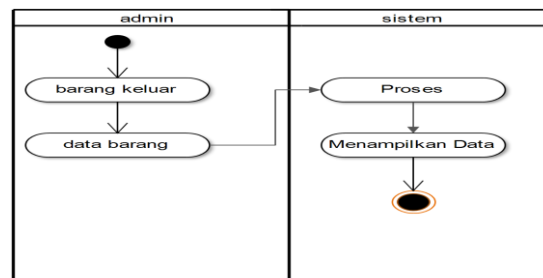 admin
sistem
barang keluar
Proses
data barang
Menampilkan Data